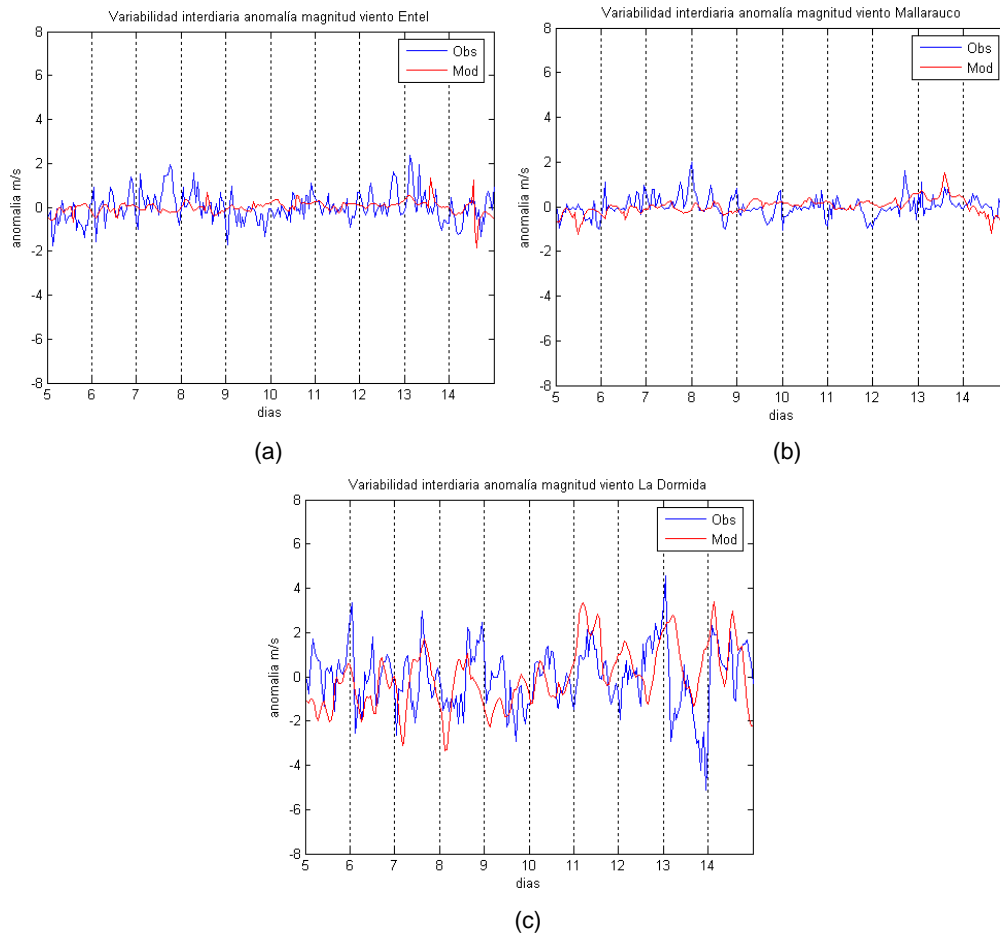 Variabilidad interdiaria anomalía magnitud viento Entel
8
6
4
2
0
-2
-4
-6
-8
anomalia m/s
Obs
Mod
5 6 7 8 9 10 11 12 13 14
dias
(a)
Variabilidad interdiaria anomalía magnitud viento Mallarauco
8
6
4
2
0
-2
-4
-6
-8
anomalia m/s
Obs
Mod
5 6 7 8 9 10 11 12 13 14
dias
(b)
Variabilidad interdiaria anomalía magnitud viento La Dormida
8
6
4
2
0
-2
-4
-6
-8
anomalia m/s
Obs
Mod
5 6 7 8 9 10 11 12 13 14
dias
(c)